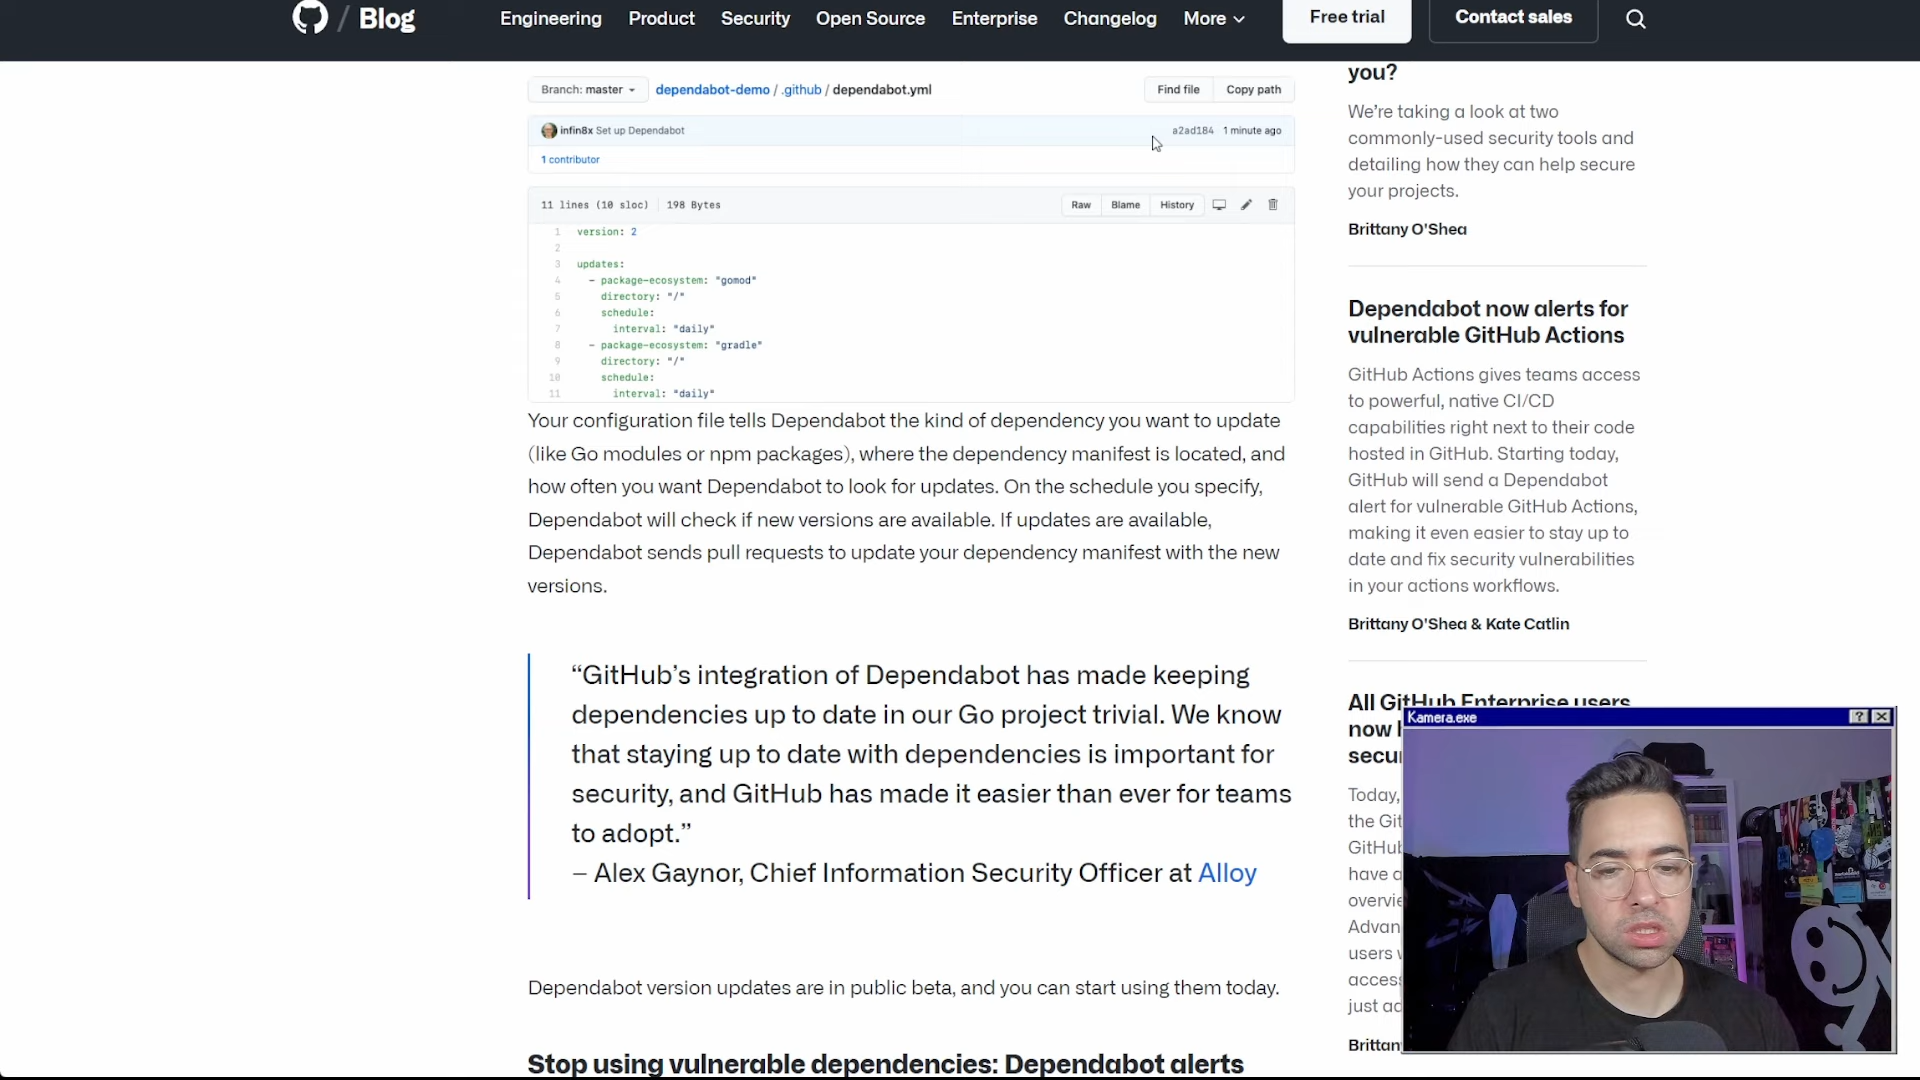 / Blog
Engineering Product Security Open Source Enterprise Changelog More Free trial Contact sales
Branch: master dependabot-demo / .github / dependabot.yml Find file Copy path
infin8x Set up Dependabot a2ad184 1 minute ago
1 contributor
11 lines (10 sloc) 198 Bytes Raw Blame History
1 version: 2
2
3 updates:
4 - package-ecosystem: "gomod"
5 directory: "/"
6 schedule:
7 interval: "daily"
8 - package-ecosystem: "gradle"
9 directory: "/"
10 schedule:
11 interval: "daily"
Your configuration file tells Dependabot the kind of dependency you want to update
(like Go modules or npm packages), where the dependency manifest is located, and
how often you want Dependabot to look for updates. On the schedule you specify,
Dependabot will check if new versions are available. If updates are available,
Dependabot sends pull requests to update your dependency manifest with the new
versions.
“GitHub’s integration of Dependabot has made keeping
dependencies up to date in our Go project trivial. We know
that staying up to date with dependencies is important for
security, and GitHub has made it easier than ever for teams
to adopt.”
– Alex Gaynor, Chief Information Security Officer at Alloy
Dependabot version updates are in public beta, and you can start using them today.
Stop using vulnerable dependencies: Dependabot alerts
you?
We’re taking a look at two
commonly-used security tools and
detailing how they can help secure
your projects.
Brittany O'Shea
Dependabot now alerts for
vulnerable GitHub Actions
GitHub Actions gives teams access
to powerful, native CI/CD
capabilities right next to their code
hosted in GitHub. Starting today,
GitHub will send a Dependabot
alert for vulnerable GitHub Actions,
making it even easier to stay up to
date and fix security vulnerabilities
in your actions workflows.
Brittany O'Shea & Kate Catlin
All GitHub Enterprise users
now
secu
Today,
the Git
GitHub
have a
overvie
Advan
users
acces
just
Brittan
Kamera.exe